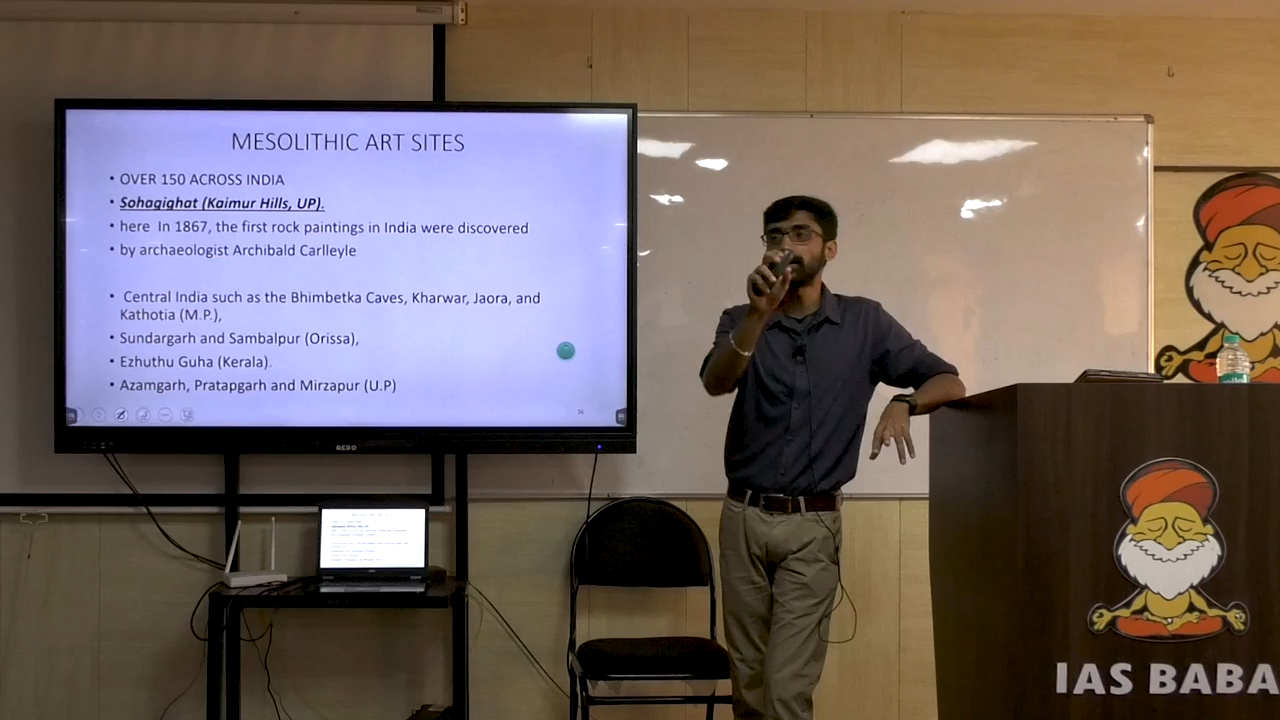 MESOLITHIC ART SITES
• OVER 150 ACROSS INDIA
• Sohagighat (Kaimur Hills, UP).
• here In 1867, the first rock paintings in India were discovered
• by archaeologist Archibald Carlleyle
• Central India such as the Bhimbetka Caves, Kharwar, Jaora, and
Kathotia (M.P.),
• Sundargarh and Sambalpur (Orissa),
• Ezhuthu Guha (Kerala).
• Azamgarh, Pratapgarh and Mirzapur (U.P)
36
AERO
IAS BABA